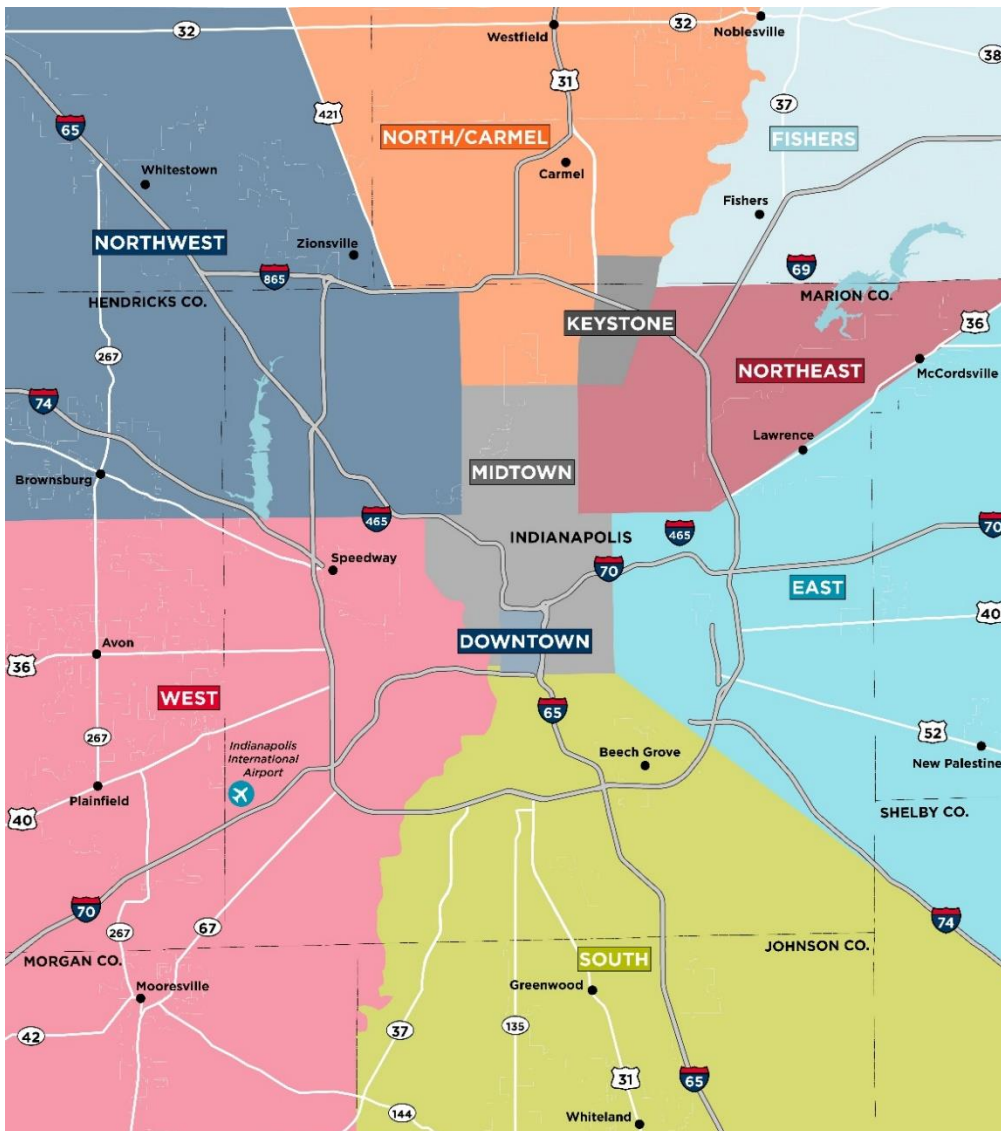 32
32
Westfield
Noblesville
38
31
421
37
65
NORTH/CARMEL
FISHERS
Carmel
Whitestown
Fishers
NORTHWEST
Zionsville
69
865
HENDRICKS CO.
MARION CO.
KEYSTONE
36
267
NORTHEAST
McCordsville
74
Lawrence
MIDTOWN
Brownsburg
465
INDIANAPOLIS
465
70
Speedway
70
EAST
40
DOWNTOWN
Avon
36
WEST
65
267
52
Indianapolis
International
Airport
Beech Grove
New Palestine
Plainfield
40
SHELBY CO.
70
74
267
67
MORGAN CO.
JOHNSON CO.
SOUTH
Mooresville
Greenwood
42
37
135
31
65
144
Whiteland